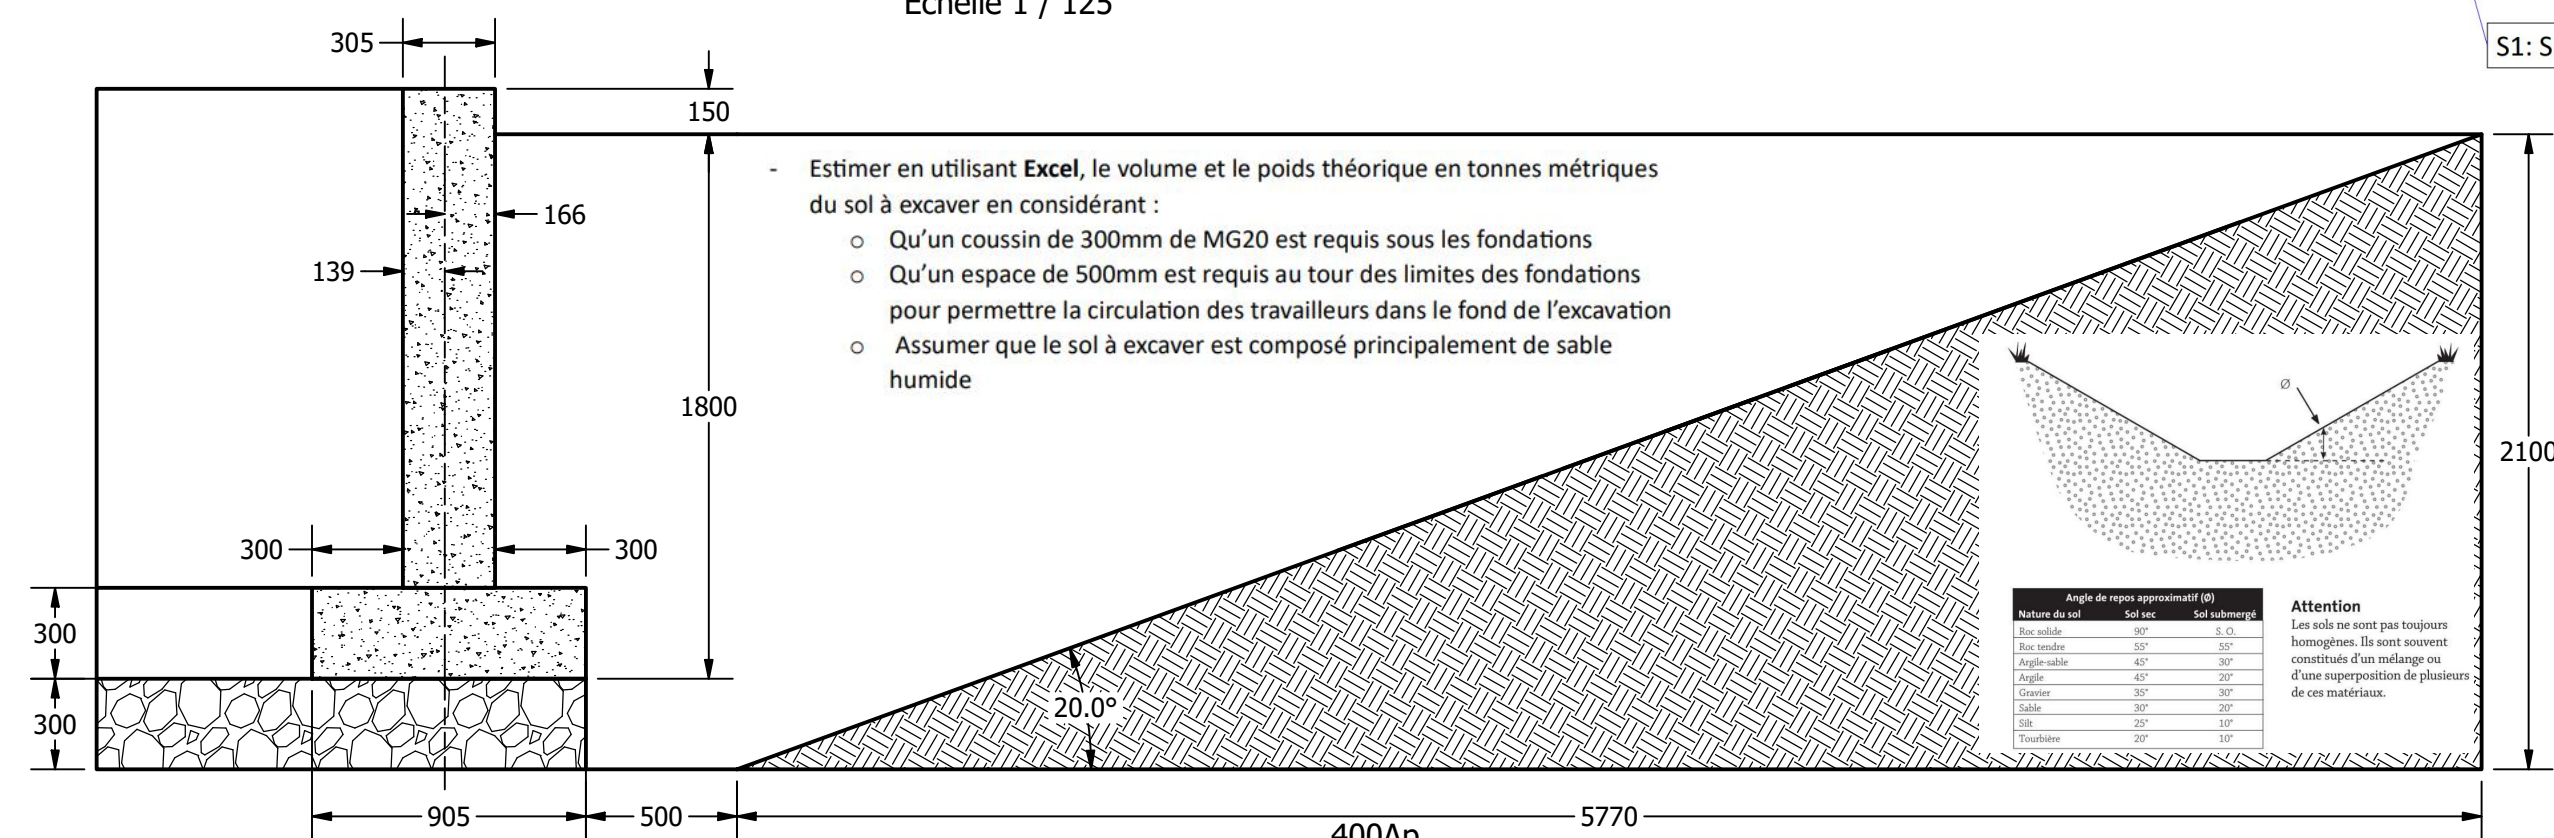 Echelle 1 / 125
305
S1: S
150
- Estimer en utilisant Excel, le volume et le poids théorique en tonnes métriques
du sol à excaver en considérant :
o Qu'un coussin de 300mm de MG20 est requis sous les fondations
o Qu'un espace de 500mm est requis au tour des limites des fondations
pour permettre la circulation des travailleurs dans le fond de l'excavation
o Assumer que le sol à excaver est composé principalement de sable
humide
166
139
1800
Ø
2100
300
300
300
300
20.0°
Angle de repos approximatif (Ø)
Nature du sol Sol sec Sol submergé
Roc solide 90° S. O.
Roc tendre 55° 55°
Argile-sable 45° 30°
Argile 45° 20°
Gravier 35° 30°
Sable 30° 20°
Silt 25° 10°
Tourbière 20° 10°
Attention
Les sols ne sont pas toujours
homogènes. Ils sont souvent
constitués d'un mélange ou
d'une superposition de plusieurs
de ces matériaux.
905
500
5770
400Ap